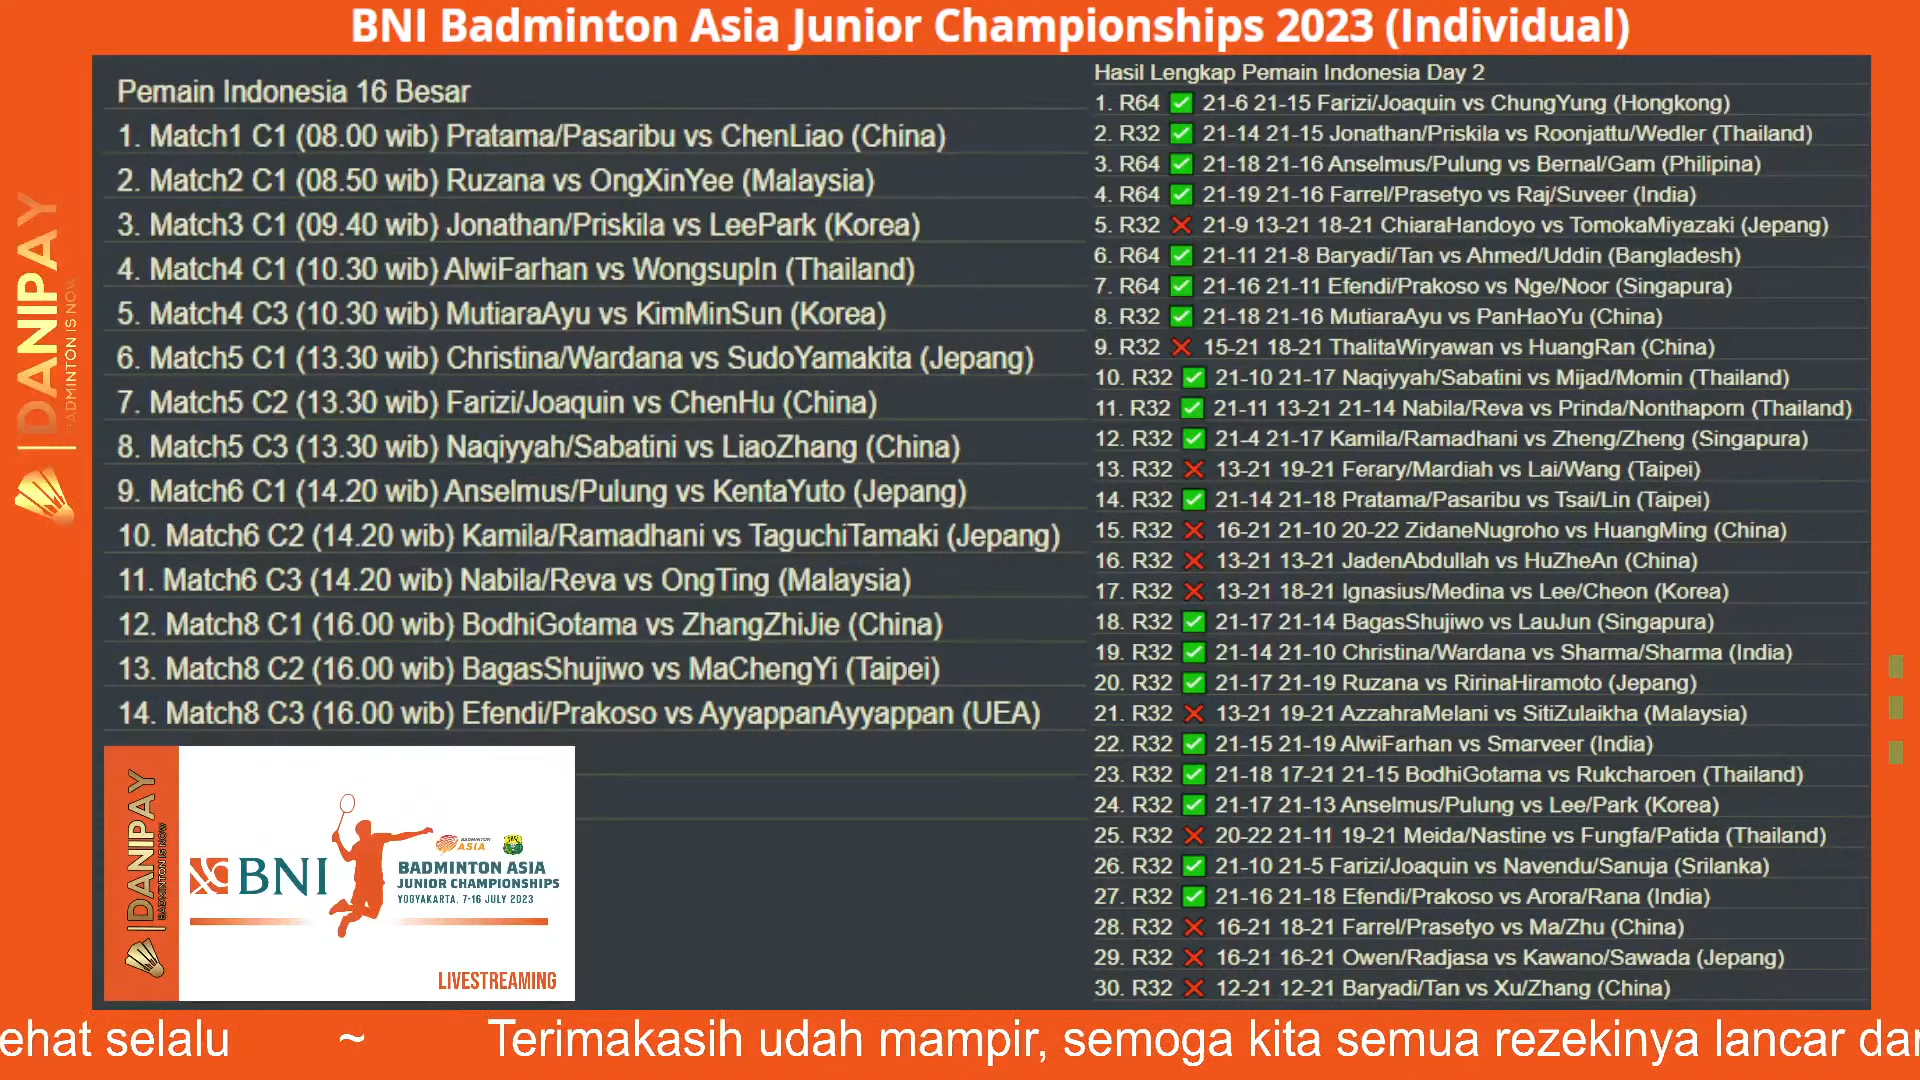 BNI Badminton Asia Junior Championships 2023 (Individual)
Pemain Indonesia 16 Besar
1. Match1 C1 (08.00 wib) Pratama/Pasaribu vs ChenLiao (China)
2. Match2 C1 (08.50 wib) Ruzana vs OngXinYee (Malaysia)
3. Match3 C1 (09.40 wib) Jonathan/Priskila vs LeePark (Korea)
4. Match4 C1 (10.30 wib) AlwiFarhan vs WongsupIn (Thailand)
5. Match4 C3 (10.30 wib) MutiaraAyu vs KimMinSun (Korea)
6. Match5 C1 (13.30 wib) Christina/Wardana vs SudoYamakita (Jepang)
7. Match5 C2 (13.30 wib) Farizi/Joaquin vs ChenHu (China)
8. Match5 C3 (13.30 wib) Naqiyyah/Sabatini vs LiaoZhang (China)
9. Match6 C1 (14.20 wib) Anselmus/Pulung vs KentaYuto (Jepang)
10. Match6 C2 (14.20 wib) Kamila/Ramadhani vs TaguchiTamaki (Jepang)
11. Match6 C3 (14.20 wib) Nabila/Reva vs OngTing (Malaysia)
12. Match8 C1 (16.00 wib) BodhiGotama vs ZhangZhiJie (China)
13. Match8 C2 (16.00 wib) BagasShujiwo vs MaChengYi (Taipei)
14. Match8 C3 (16.00 wib) Efendi/Prakoso vs AyyappanAyyappan (UEA)
Hasil Lengkap Pemain Indonesia Day 2
1. R64 ✅ 21-6 21-15 Farizi/Joaquin vs ChungYung (Hongkong)
2. R32 ✅ 21-14 21-15 Jonathan/Priskila vs Roonjattu/Wedler (Thailand)
3. R64 ✅ 21-18 21-16 Anselmus/Pulung vs Bernal/Gam (Philipina)
4. R64 ✅ 21-19 21-16 Farrel/Prasetyo vs Raj/Suveer (India)
5. R32 ❌ 21-9 13-21 18-21 ChiaraHandoyo vs TomokaMiyazaki (Jepang)
6. R64 ✅ 21-11 21-8 Baryadi/Tan vs Ahmed/Uddin (Bangladesh)
7. R64 ✅ 21-16 21-11 Efendi/Prakoso vs Nge/Noor (Singapura)
8. R32 ✅ 21-18 21-16 MutiaraAyu vs PanHaoYu (China)
9. R32 ❌ 15-21 18-21 ThalitaWiryawan vs HuangRan (China)
10. R32 ✅ 21-10 21-17 Naqiyyah/Sabatini vs Mijad/Momin (Thailand)
11. R32 ✅ 21-11 13-21 21-14 Nabila/Reva vs Prinda/Nonthaporn (Thailand)
12. R32 ✅ 21-4 21-17 Kamila/Ramadhani vs Zheng/Zheng (Singapura)
13. R32 ❌ 13-21 19-21 Ferary/Mardiah vs Lai/Wang (Taipei)
14. R32 ✅ 21-14 21-18 Pratama/Pasaribu vs Tsai/Lin (Taipei)
15. R32 ❌ 16-21 21-10 20-22 ZidaneNugroho vs HuangMing (China)
16. R32 ❌ 13-21 13-21 JadenAbdullah vs HuZheAn (China)
17. R32 ❌ 13-21 18-21 Ignasius/Medina vs Lee/Cheon (Korea)
18. R32 ✅ 21-17 21-14 BagasShujiwo vs LauJun (Singapura)
19. R32 ✅ 21-14 21-10 Christina/Wardana vs Sharma/Sharma (India)
20. R32 ✅ 21-17 21-19 Ruzana vs RirinaHiramoto (Jepang)
21. R32 ❌ 13-21 19-21 AzzahraMelani vs SitiZulaikha (Malaysia)
22. R32 ✅ 21-15 21-19 AlwiFarhan vs Smarveer (India)
23. R32 ✅ 21-18 17-21 21-15 BodhiGotama vs Rukcharoen (Thailand)
24. R32 ✅ 21-17 21-13 Anselmus/Pulung vs Lee/Park (Korea)
25. R32 ❌ 20-22 21-11 19-21 Meida/Nastine vs Fungfa/Patida (Thailand)
26. R32 ✅ 21-10 21-5 Farizi/Joaquin vs Navendu/Sanuja (Srilanka)
27. R32 ✅ 21-16 21-18 Efendi/Prakoso vs Arora/Rana (India)
28. R32 ❌ 16-21 18-21 Farrel/Prasetyo vs Ma/Zhu (China)
29. R32 ❌ 16-21 16-21 Owen/Radjasa vs Kawano/Sawada (Jepang)
30. R32 ❌ 12-21 12-21 Baryadi/Tan vs Xu/Zhang (China)
DANIPAY
BADMINTON IS NOW
DANIPAY
BADMINTON IS NOW
BNI
BADMINTON
ASIA
BADMINTON ASIA
JUNIOR CHAMPIONSHIPS
YOGYAKARTA, 7-16 JULY 2023
LIVESTREAMING
ehat selalu ~ Terimakasih udah mampir, semoga kita semua rezekinya lancar dan